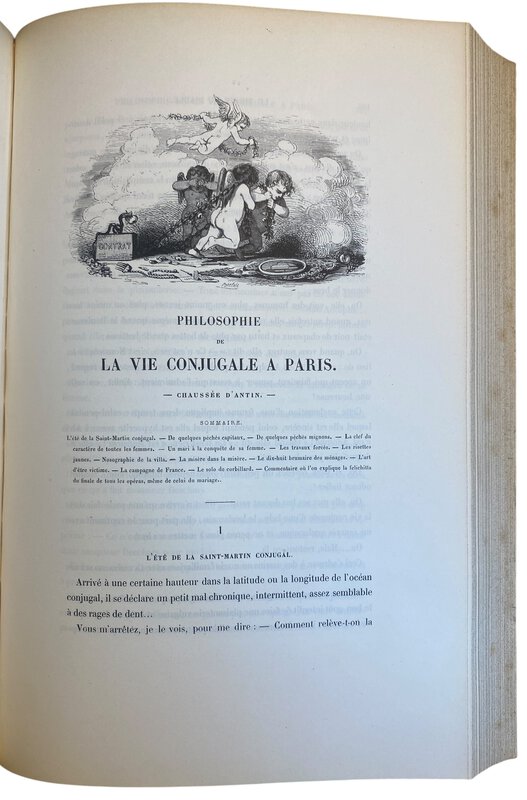 CONTRAT
PHILOSOPHIE
DE
LA VIE CONJUGALE A PARIS.
— CHAUSSÉE D'ANTIN. —
SOMMAIRE.
L'été de la Saint-Martin conjugal. — De quelques péchés capitaux. — De quelques péchés mignons. — La clef du
caractère de toutes les femmes. — Un mari à la conquête de sa femme. — Les travaux forcés. — Les risettes
jaunes. — Nosographie de la villa. — La misère dans la misère. — Le dix-huit brumaire des ménages. — L'art
d'être victime. — La campagne de France. — Le solo de corbillard. — Commentaire où l'on explique la felichitta
du finale de tous les opéras, même de celui du mariage.
I
L'ÉTÉ DE LA SAINT-MARTIN CONJUGAL.
Arrivé à une certaine hauteur dans la latitude ou la longitude de l'océan
conjugal, il se déclare un petit mal chronique, intermittent, assez semblable
à des rages de dent...
Vous m'arrêtez, je le vois, pour me dire : — Comment relève-t-on la